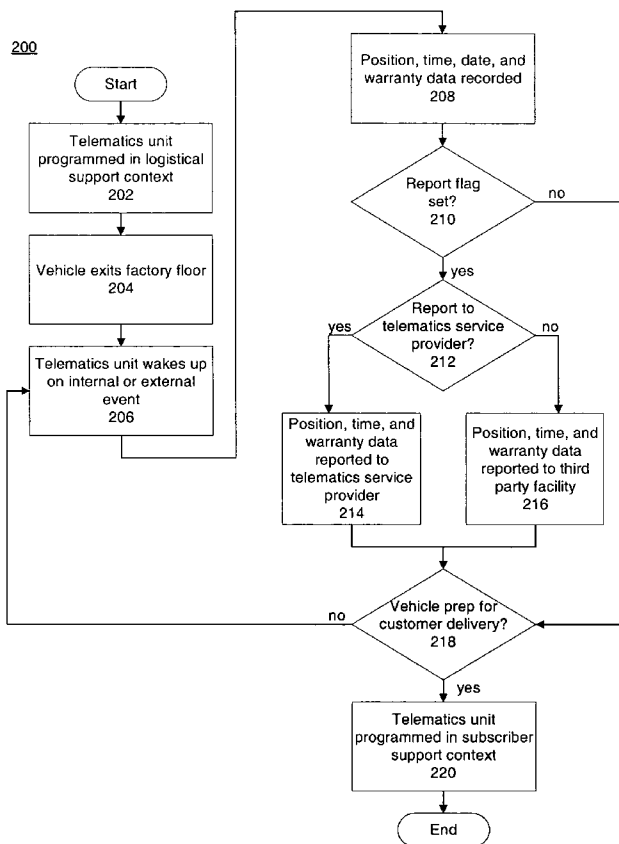 200
Start
Telematics unit
programmed in logistical
support context
202
Vehicle exits factory floor
204
Telematics unit wakes up
on internal or external
event
206
Position, time, date, and
warranty data recorded
208
Report flag
set?
210
no
yes
Report to
telematics service
provider?
212
yes
no
Position, time, and
warranty data
reported to
telematics service
provider
214
Position, time, and
warranty data
reported to third
party facility
216
Vehicle prep for
customer delivery?
218
no
yes
Telematics unit
programmed in subscriber
support context
220
End